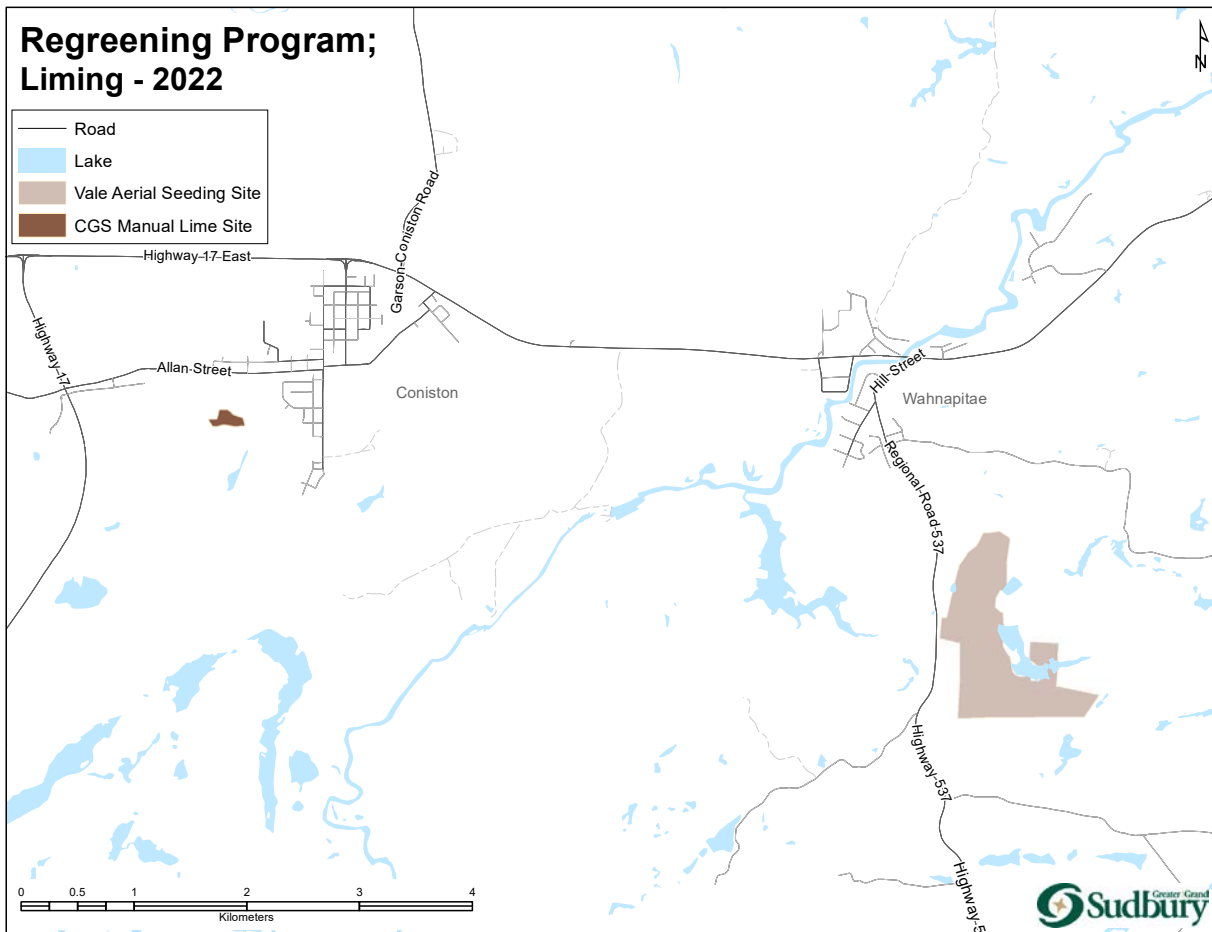 Regreening Program;
Liming - 2022
N
Road
Lake
Vale Aerial Seeding Site
CGS Manual Lime Site
Highway 17 East
Garson-Coniston Road
Highway 17
Allan Street
Coniston
Hill Street
Wahnapitae
Regional Road 537
Highway 537
Highway 5
0 0.5 1 2 3 4
Kilometers
Greater Grand
Sudbury